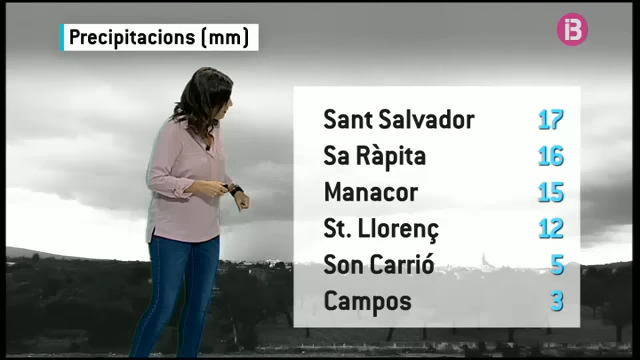 Precipitacions (mm)
iB
Sant Salvador 17
Sa Ràpita 16
Manacor 15
St. Llorenç 12
Son Carrió 5
Campos 3